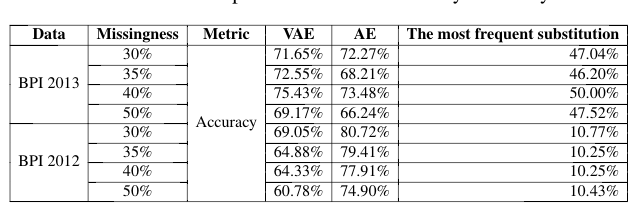 Data Missingness Metric VAE AE The most frequent substitution
BPI 2013 30% Accuracy 71.65% 72.27% 47.04%
35% 72.55% 68.21% 46.20%
40% 75.43% 73.48% 50.00%
50% 69.17% 66.24% 47.52%
BPI 2012 30% 69.05% 80.72% 10.77%
35% 64.88% 79.41% 10.25%
40% 64.33% 77.91% 10.25%
50% 60.78% 74.90% 10.43%